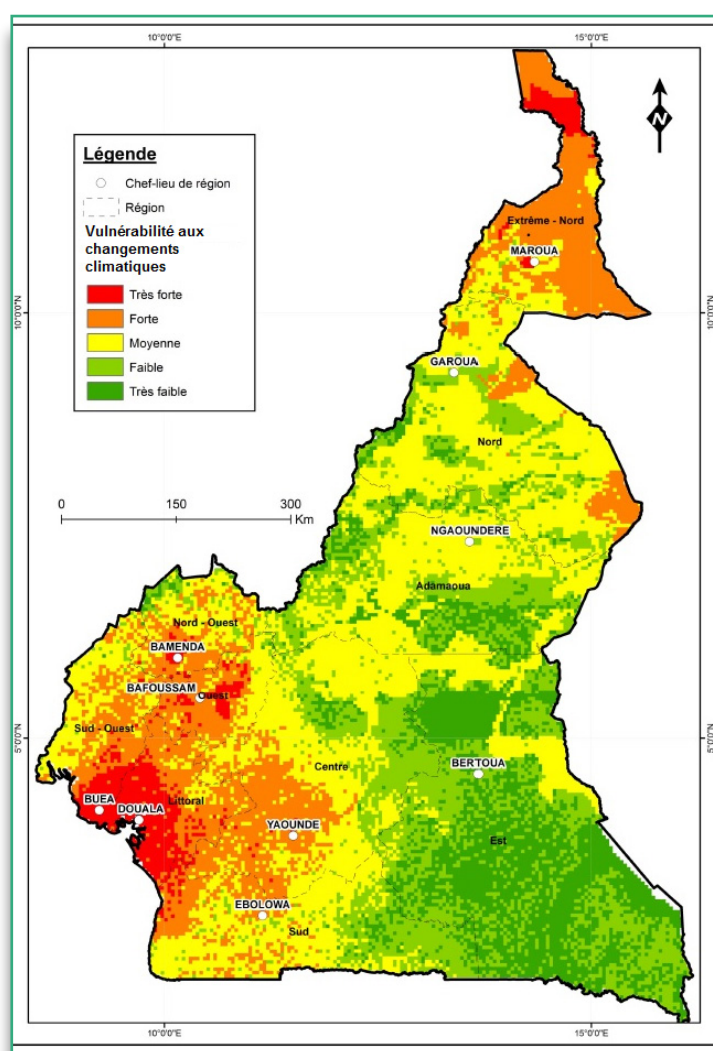 10°0'0"E
15°0'0"E
N
Légende
Chef-lieu de région
Région
Vulnérabilité aux
changements
climatiques
Très forte
Forte
Moyenne
Faible
Très faible
Extrême - Nord
MAROUA
10°0'0"N
10°0'0"N
GAROUA
Nord
0
150
300
Km
NGAOUNDERE
Adamaoua
Nord - Ouest
BAMENDA
BAFOUSSAM
Ouest
Sud - Ouest
5°0'0"N
5°0'0"N
Centre
BERTOUA
BUEA
DOUALA
Littoral
YAOUNDE
Est
EBOLOWA
Sud
10°0'0"E
15°0'0"E